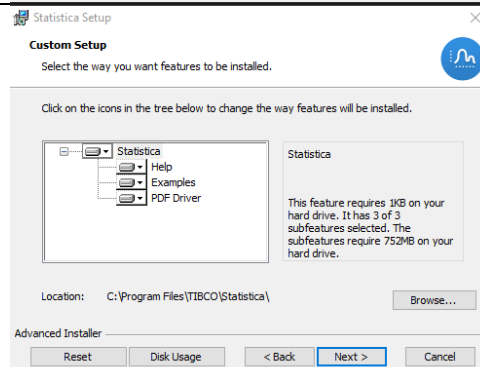 Statistica Setup
Custom Setup
Select the way you want features to be installed.
Click on the icons in the tree below to change the way features will be installed.
Statistica
Help
Examples
PDF Driver
Statistica
This feature requires 1KB on your
hard drive. It has 3 of 3
subfeatures selected. The
subfeatures require 752MB on your
hard drive.
Location: C:\Program Files\TIBCO\Statistica\
Browse...
Advanced Installer
Reset Disk Usage < Back Next > Cancel